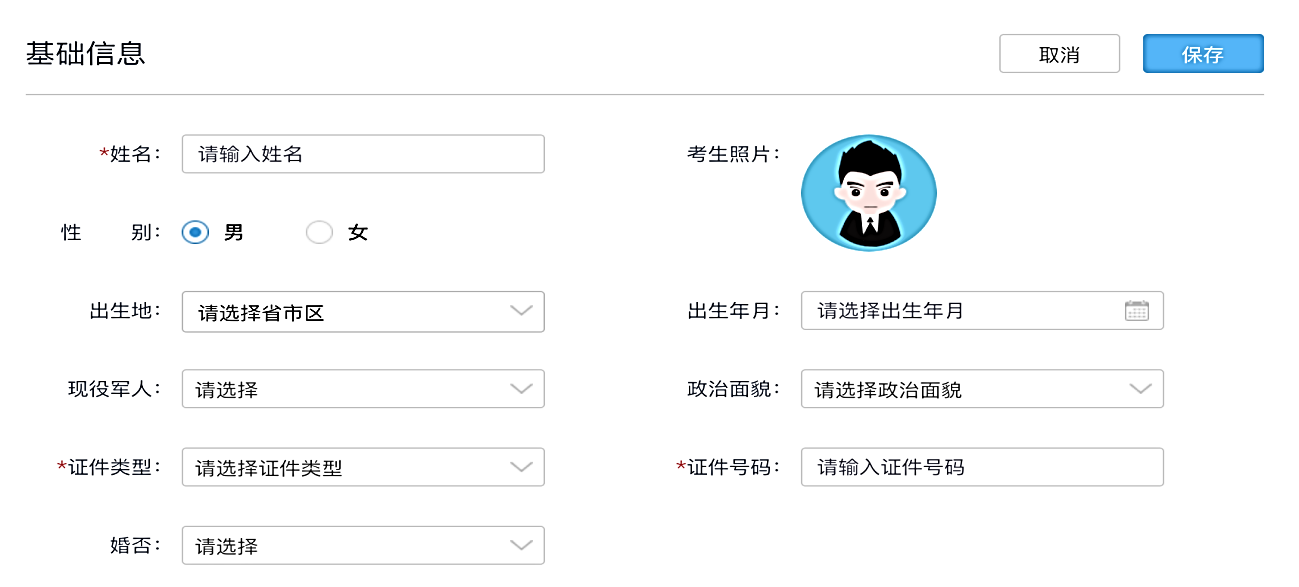 基础信息 取消 保存
*姓名： 请输入姓名 考生照片：
性 别： 男 女
出生地： 请选择省市区 出生年月： 请选择出生年月
现役军人： 请选择 政治面貌： 请选择政治面貌
*证件类型： 请选择证件类型 *证件号码： 请输入证件号码
婚否： 请选择